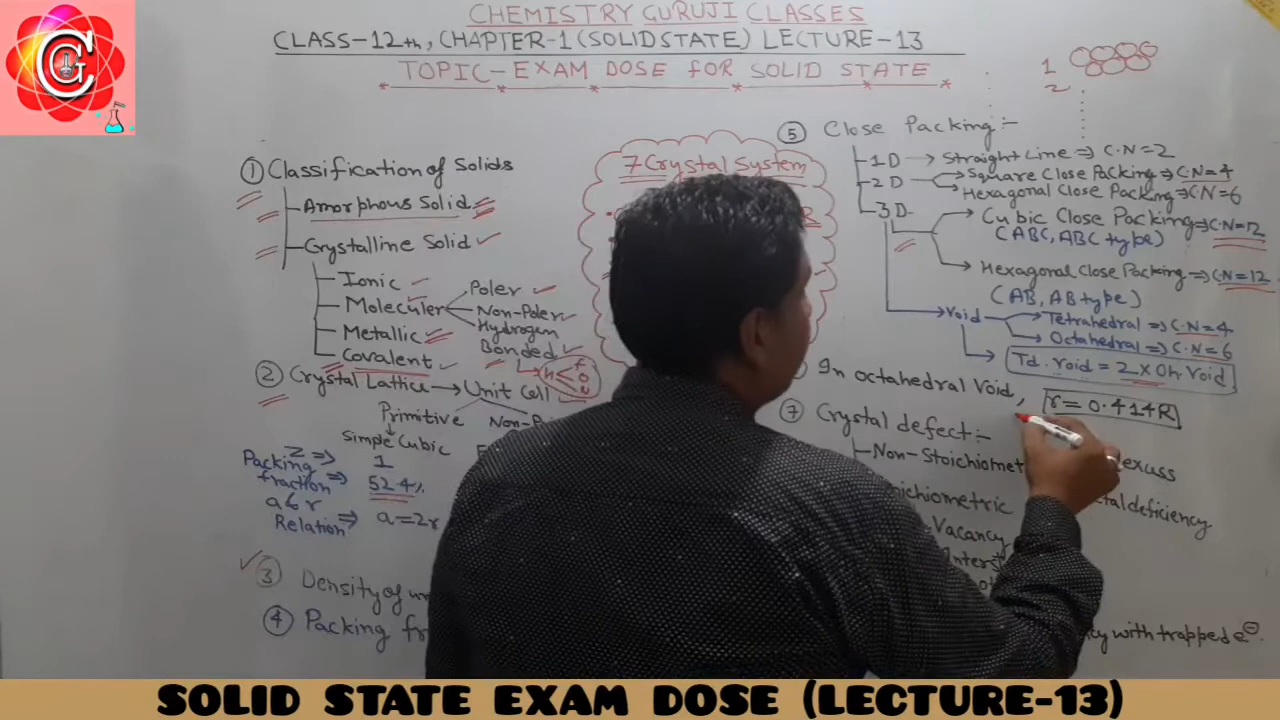 CHEMISTRY GURUJI CLASSES
CLASS-12th, CHAPTER-1 (SOLID STATE) LECTURE-13
TOPIC-EXAM DOSE FOR SOLID STATE
① Classification of Solids
Amorphous Solid
Crystalline Solid
Ionic
Moleculer
Poler
Non-Poler
Hydrogen
Bonded
H
F
O
N
Metallic
Covalent
② Crystal Lattice → Unit Cell
Primitive
Simple Cubic
Z ⇒ 1
Packing fraction ⇒ 52.4%
a & r Relation ⇒ a=2r
③ Density of
④ Packing
7 Crystal System
1
2
⑤ Close Packing:-
1D → Straight Line ⇒ C.N=2
2D → Square Close Packing ⇒ C.N=4
Hexagonal Close Packing ⇒ C.N=6
3D
Cubic Close Packing ⇒ C.N=12
(ABC, ABC type)
Hexagonal Close Packing ⇒ C.N=12
(AB, AB type)
Void → Tetrahedral ⇒ C.N=4
Octahedral ⇒ C.N=6
Td. void = 2 x Oh. Void
In octahedral Void, r = 0.414R
⑦ Crystal defect:-
Non-
excess
deficiency
Vacancy
with trapped e⊖
SOLID STATE EXAM DOSE (LECTURE-13)